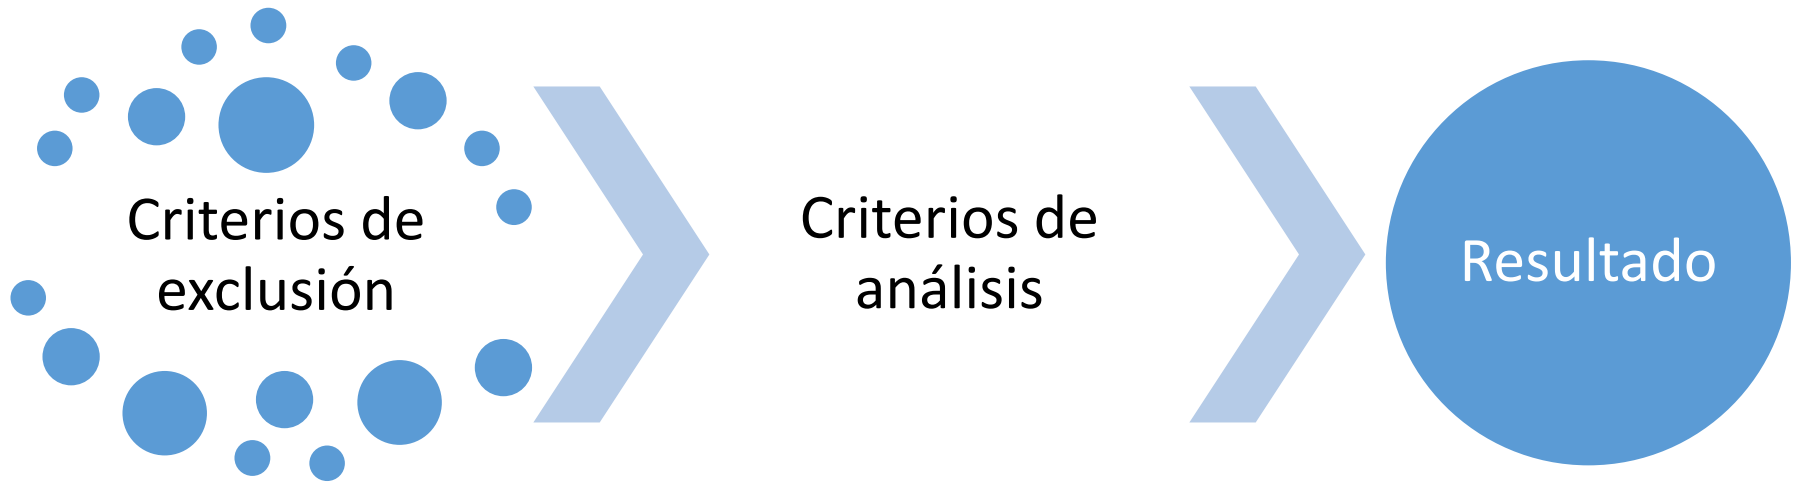 Criterios de
exclusión
Criterios de
análisis
Resultado